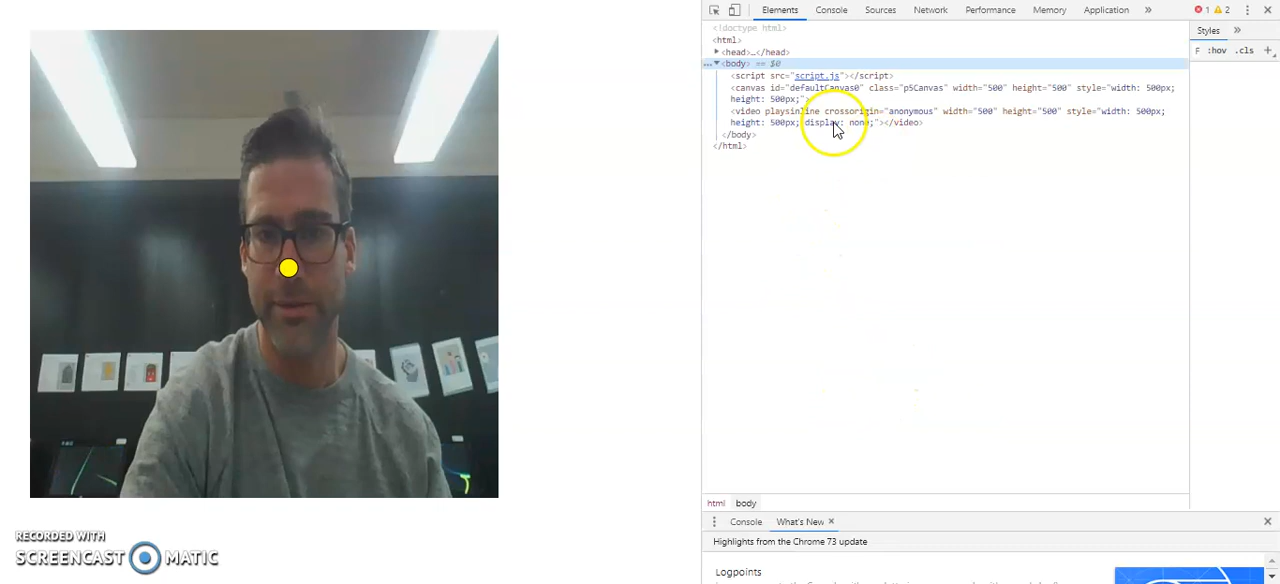 Elements Console Sources Network Performance Memory Application » 1 2
<!doctype html>
<html>
<head>…</head>
<body> == $0
<script src="script.js"></script>
<canvas id="defaultCanvas0" class="p5Canvas" width="500" height="500" style="width: 500px;
height: 500px;">
<video playsinline crossorigin="anonymous" width="500" height="500" style="width: 500px;
height: 500px; display: none;"></video>
</body>
</html>
Styles »
F :hov .cls +
html body
Console What's New ×
Highlights from the Chrome 73 update
Logpoints
RECORDED WITH
SCREENCAST MATIC